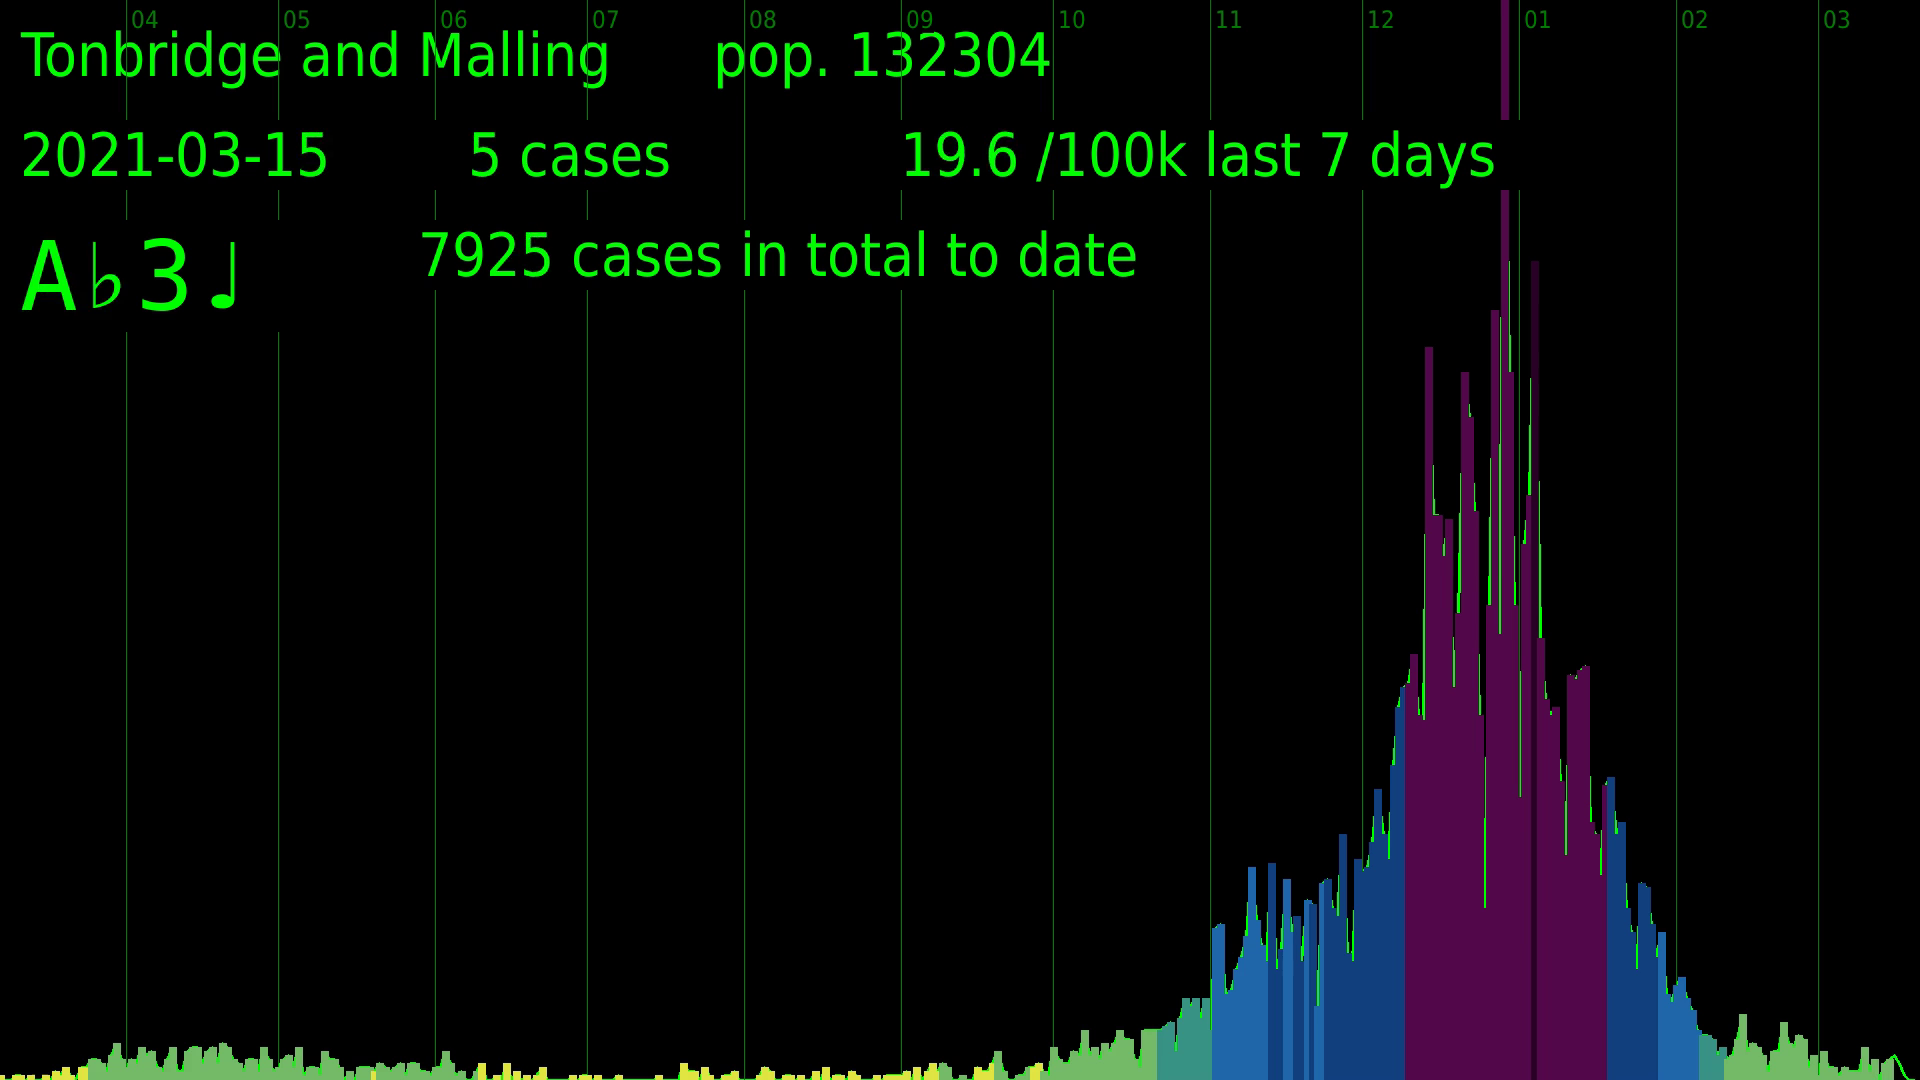 04 05 06 07 08 09 10 11 12 01 02 03
Tonbridge and Malling pop. 132304
2021-03-15 5 cases 19.6 /100k last 7 days
A♭3♩ 7925 cases in total to date